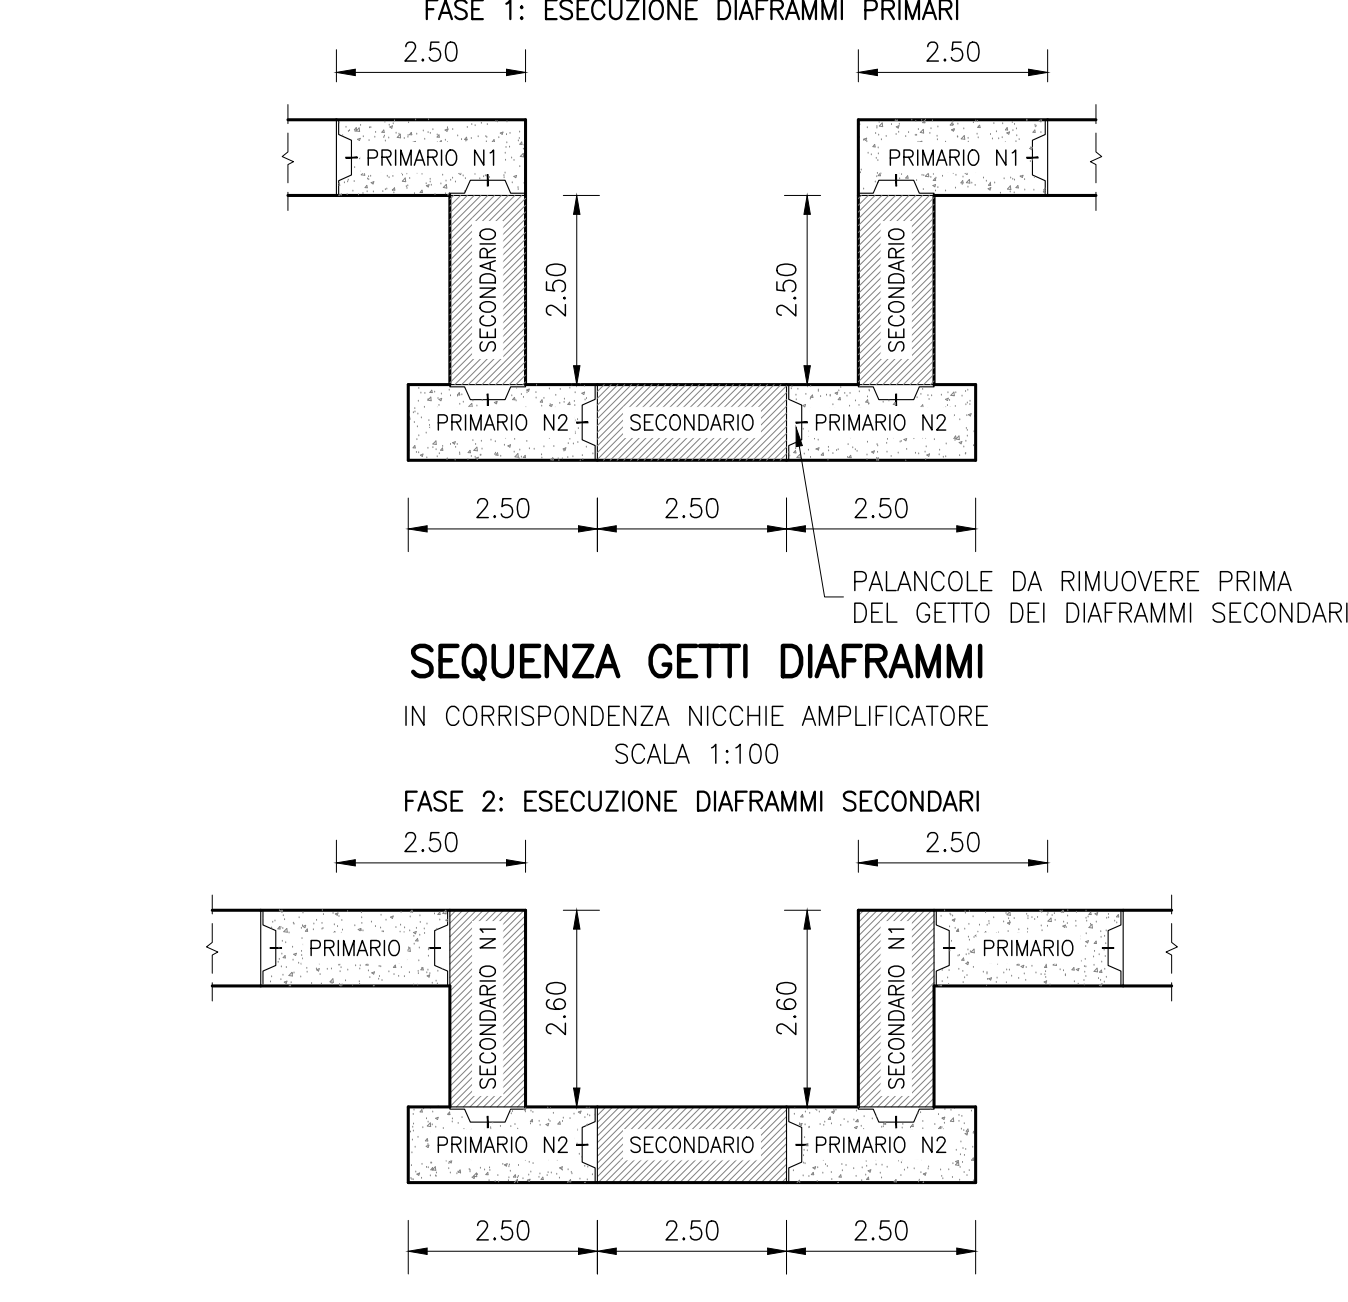 FASE 1: ESECUZIONE DIAFRAMMI PRIMARI
2.50 2.50
PRIMARIO N1 PRIMARIO N1
SECONDARIO 2.50 2.50 SECONDARIO
PRIMARIO N2 SECONDARIO PRIMARIO N2
2.50 2.50 2.50
PALANCOLE DA RIMUOVERE PRIMA
DEL GETTO DEI DIAFRAMMI SECONDARI
SEQUENZA GETTI DIAFRAMMI
IN CORRISPONDENZA NICCHIE AMPLIFICATORE
SCALA 1:100
FASE 2: ESECUZIONE DIAFRAMMI SECONDARI
2.50 2.50
PRIMARIO SECONDARIO N1 2.60 2.60 SECONDARIO N1 PRIMARIO
PRIMARIO N2 SECONDARIO PRIMARIO N2
2.50 2.50 2.50